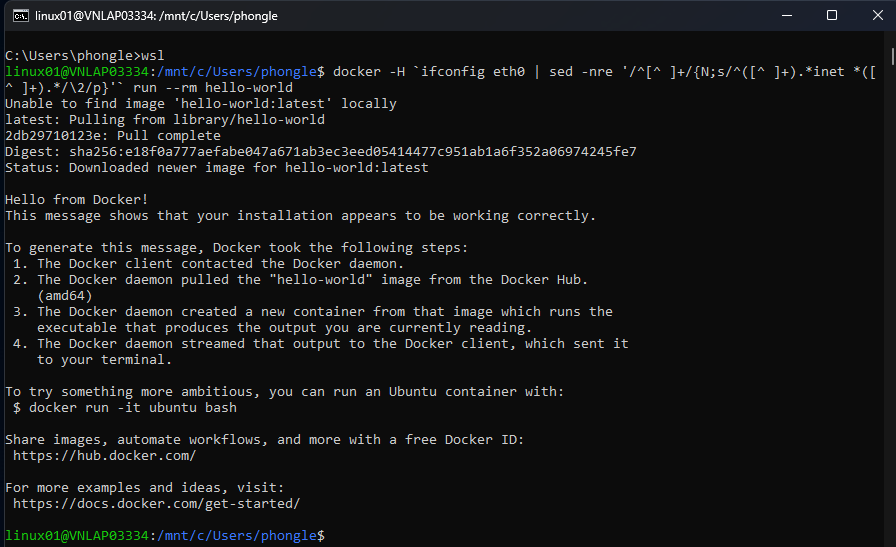 linux01@VNLAP03334: /mnt/c/Users/phongle
C:\Users\phongle>wsl
linux01@VNLAP03334:/mnt/c/Users/phongle$ docker -H `ifconfig eth0 | sed -nre '/^[^ ]+/{N;s/^([^ ]+).*inet *([
^ ]+).*/\2/p}'` run --rm hello-world
Unable to find image 'hello-world:latest' locally
latest: Pulling from library/hello-world
2db29710123e: Pull complete
Digest: sha256:e18f0a777aefabe047a671ab3ec3eed05414477c951ab1a6f352a06974245fe7
Status: Downloaded newer image for hello-world:latest
Hello from Docker!
This message shows that your installation appears to be working correctly.
To generate this message, Docker took the following steps:
1. The Docker client contacted the Docker daemon.
2. The Docker daemon pulled the "hello-world" image from the Docker Hub.
(amd64)
3. The Docker daemon created a new container from that image which runs the
executable that produces the output you are currently reading.
4. The Docker daemon streamed that output to the Docker client, which sent it
to your terminal.
To try something more ambitious, you can run an Ubuntu container with:
$ docker run -it ubuntu bash
Share images, automate workflows, and more with a free Docker ID:
https://hub.docker.com/
For more examples and ideas, visit:
https://docs.docker.com/get-started/
linux01@VNLAP03334:/mnt/c/Users/phongle$